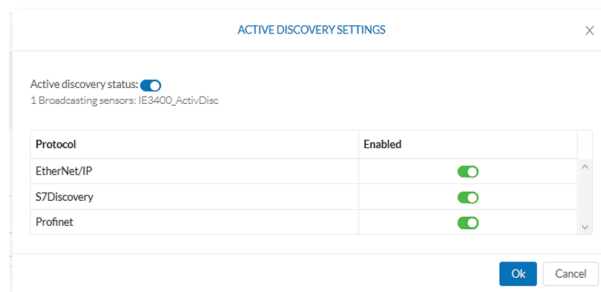 ACTIVE DISCOVERY SETTINGS
Active discovery status:
1 Broadcasting sensors: IE3400_ActivDisc
Protocol Enabled
EtherNet/IP
S7Discovery
Profinet
Ok Cancel